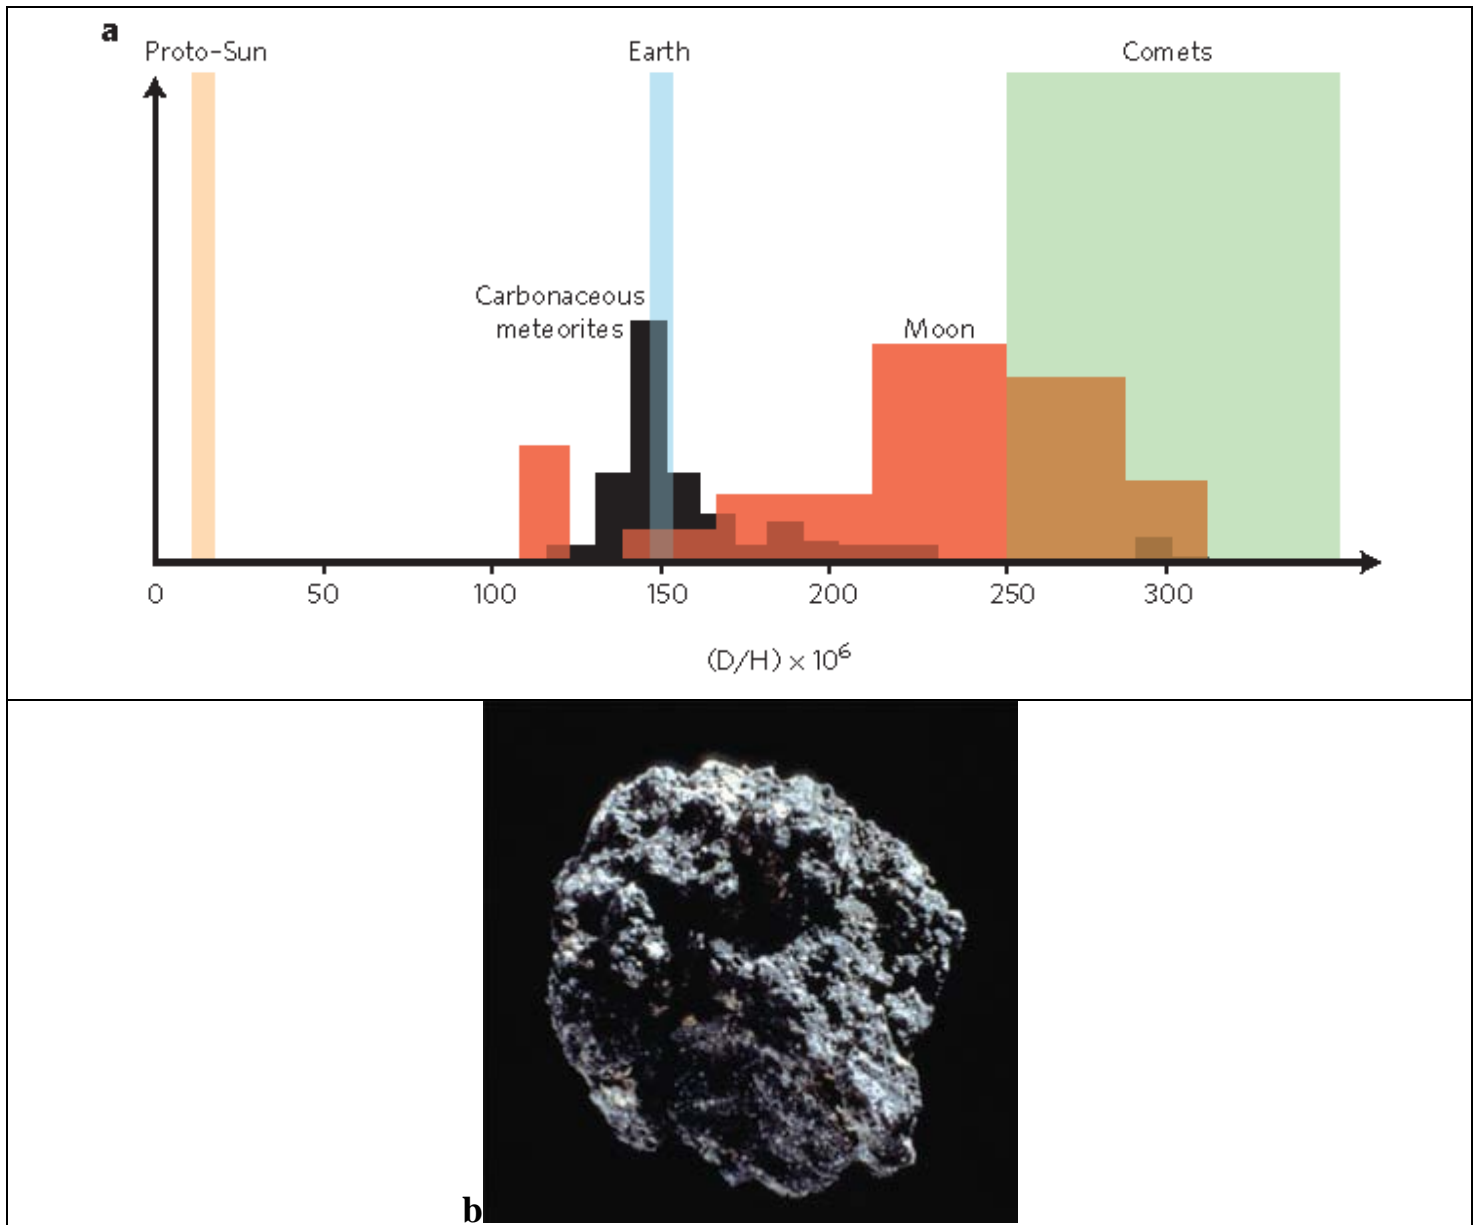 a
Proto-Sun
Earth
Comets
Carbonaceous
meteorites
Moon
0 50 100 150 200 250 300
(D/H) × 10⁶
b